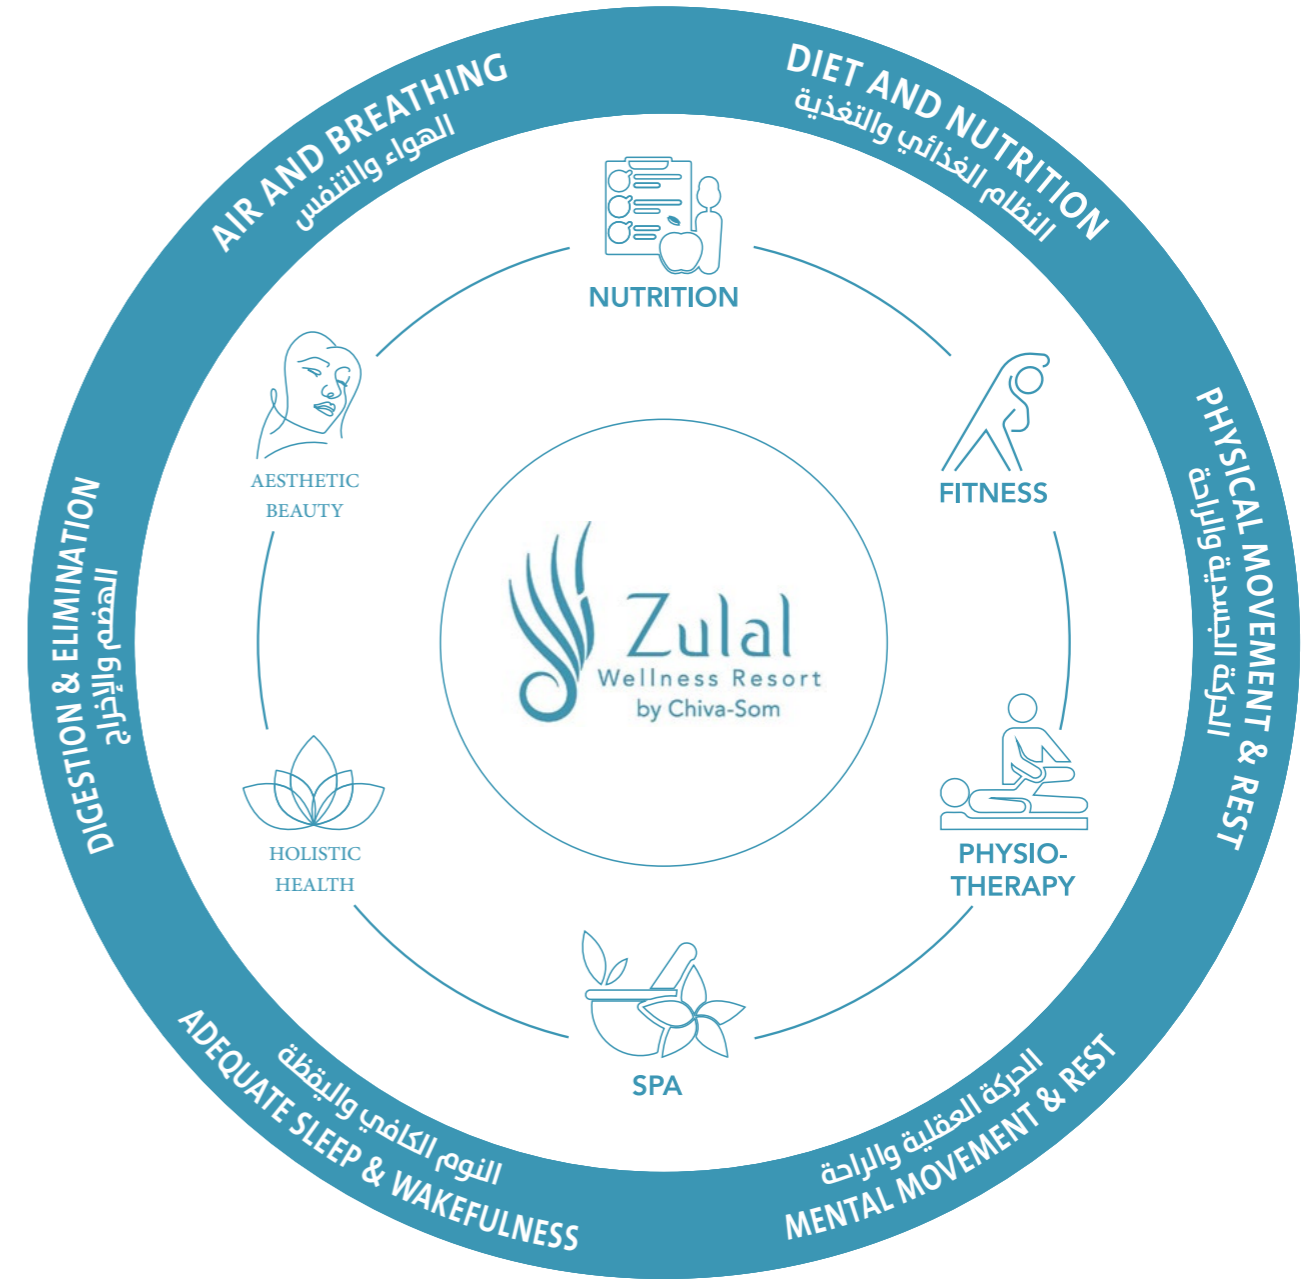 AIR AND BREATHING
الهواء والتنفس
DIET AND NUTRITION
النظام الغذائي والتغذية
PHYSICAL MOVEMENT & REST
الحركة الجسدية والراحة
الحركة العقلية والراحة
MENTAL MOVEMENT & REST
النوم الكافي واليقظة
ADEQUATE SLEEP & WAKEFULNESS
DIGESTION & ELIMINATION
الهضم والإخراج
NUTRITION
FITNESS
PHYSIO-
THERAPY
SPA
HOLISTIC
HEALTH
AESTHETIC
BEAUTY
Zulal
Wellness Resort
by Chiva-Som